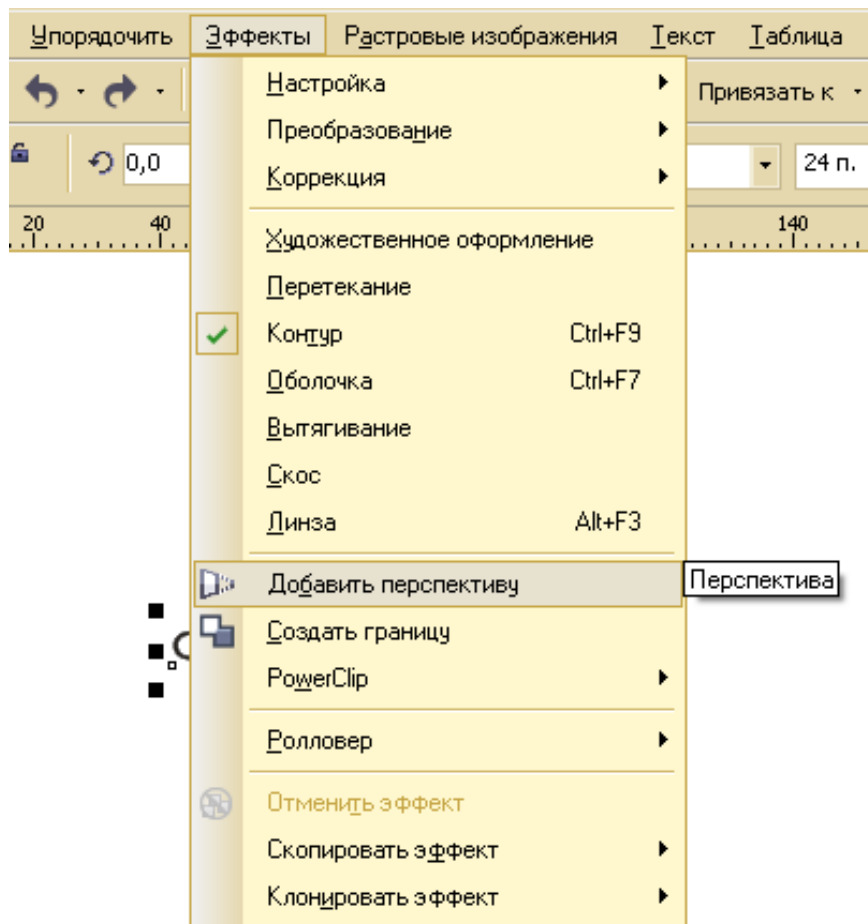 Упорядочить Эффекты Растровые изображения Текст Таблица
Настройка Привязать к
Преобразование
0,0 24 п.
Коррекция
20 40 140
Художественное оформление
Перетекание
Контур Ctrl+F9
Оболочка Ctrl+F7
Вытягивание
Скос
Линза Alt+F3
Добавить перспективу Перспектива
Создать границу
PowerClip
Ролловер
Отменить эффект
Скопировать эффект
Клонировать эффект